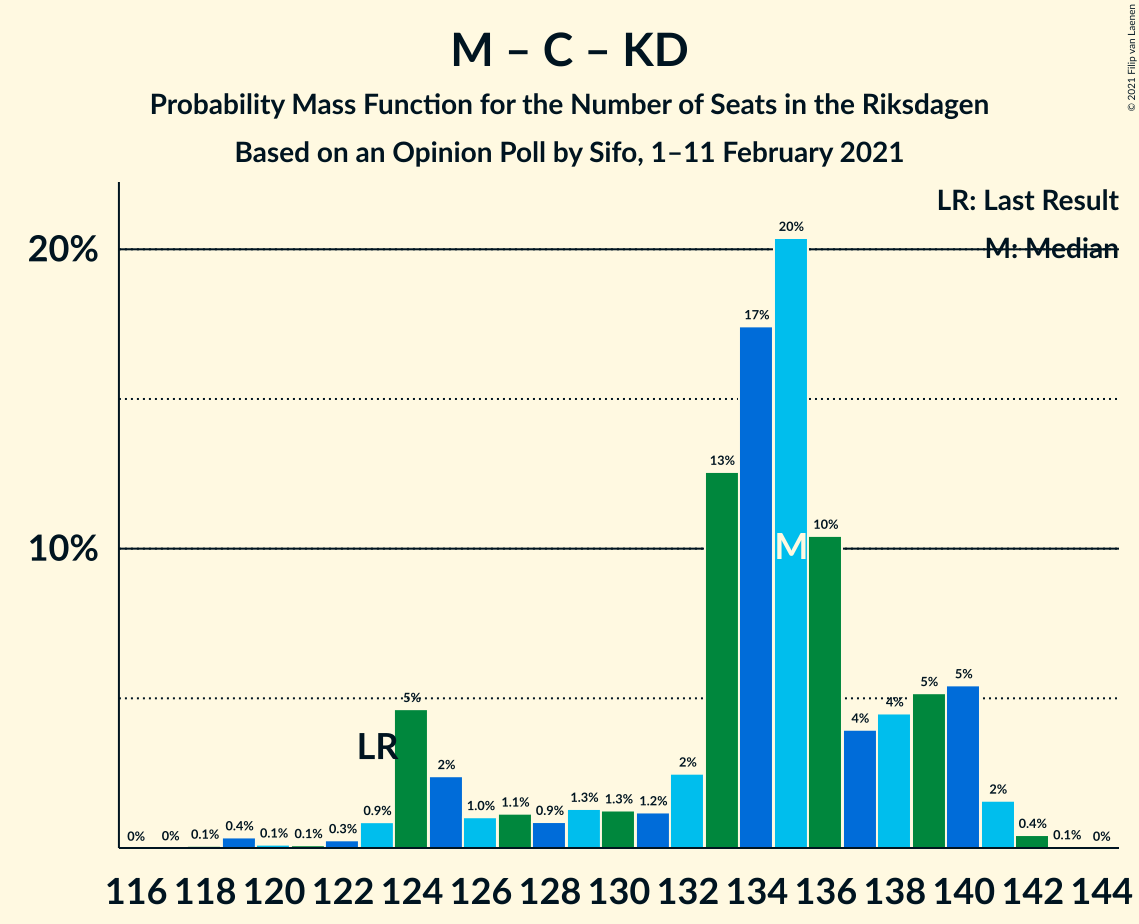 M – C – KD
Probability Mass Function for the Number of Seats in the Riksdagen
Based on an Opinion Poll by Sifo, 1–11 February 2021
© 2021 Filip van Laenen
LR: Last Result
M: Median
20%
10%
0% 0% 0.1% 0.4% 0.1% 0.1% 0.3% 0.9% 5% 2% 1.0% 1.1% 0.9% 1.3% 1.3% 1.2% 2% 13% 17% 20% 10% 4% 4% 5% 5% 2% 0.4% 0.1% 0%
LR
M
116 118 120 122 124 126 128 130 132 134 136 138 140 142 144